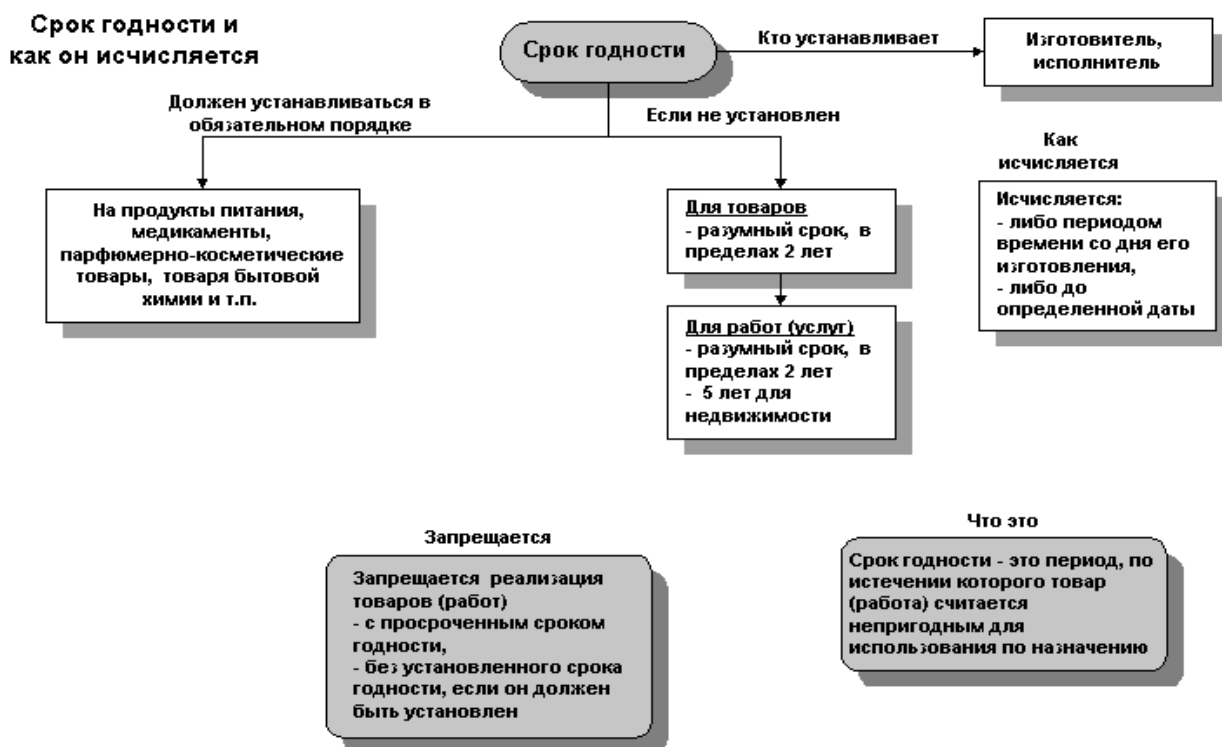 Срок годности и
как он исчисляется
Срок годности
Кто устанавливает
Изготовитель,
исполнитель
Должен устанавливаться в
обязательном порядке
Если не установлен
На продукты питания,
медикаменты,
парфюмерно-косметические
товары, товаря бытовой
химии и т.п.
Для товаров
- разумный срок, в
пределах 2 лет
Для работ (услуг)
- разумный срок, в
пределах 2 лет
- 5 лет для
недвижимости
Как
исчисляется
Исчисляется:
- либо периодом
времени со дня его
изготовления,
- либо до
определенной даты
Запрещается
Запрещается реализация
товаров (работ)
- с просроченным сроком
годности,
- без установленного срока
годности, если он должен
быть установлен
Что это
Срок годности - это период, по
истечении которого товар
(работа) считается
непригодным для
использования по назначению